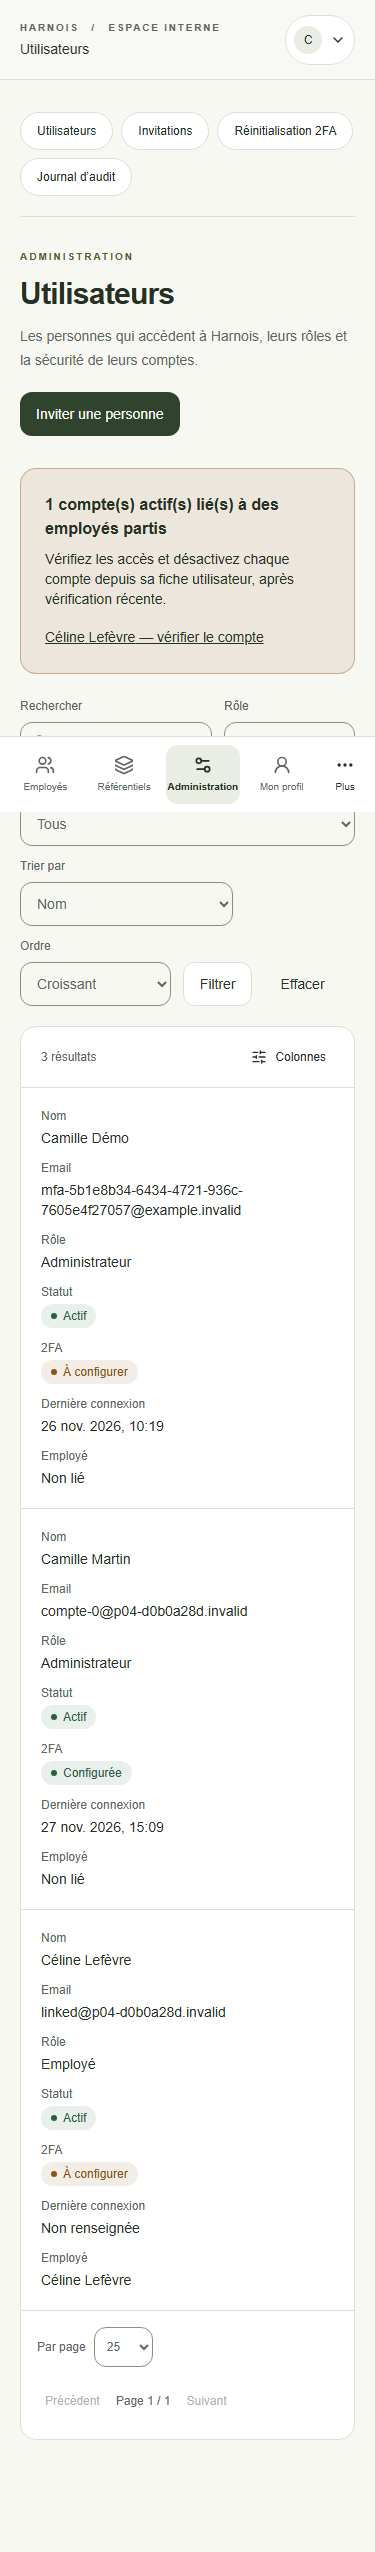 HARNOIS / ESPACE INTERNE
Utilisateurs
C
Utilisateurs
Invitations
Réinitialisation 2FA
Journal d'audit
ADMINISTRATION
Utilisateurs
Les personnes qui accèdent à Harnois, leurs rôles et
la sécurité de leurs comptes.
Inviter une personne
1 compte(s) actif(s) lié(s) à des
employés partis
Vérifiez les accès et désactivez chaque
compte depuis sa fiche utilisateur, après
vérification récente.
Céline Lefèvre — vérifier le compte
Rechercher
Rôle
Employés
Référentiels
Administration
Mon profil
Plus
Tous
Trier par
Nom
Ordre
Croissant
Filtrer
Effacer
3 résultats
Colonnes
Nom
Camille Démo
Email
mfa-5b1e8b34-6434-4721-936c-
7605e4f27057@example.invalid
Rôle
Administrateur
Statut
Actif
2FA
À configurer
Dernière connexion
26 nov. 2026, 10:19
Employé
Non lié
Nom
Camille Martin
Email
compte-0@p04-d0b0a28d.invalid
Rôle
Administrateur
Statut
Actif
2FA
Configurée
Dernière connexion
27 nov. 2026, 15:09
Employé
Non lié
Nom
Céline Lefèvre
Email
linked@p04-d0b0a28d.invalid
Rôle
Employé
Statut
Actif
2FA
À configurer
Dernière connexion
Non renseignée
Employé
Céline Lefèvre
Par page
25
Précédent
Page 1 / 1
Suivant